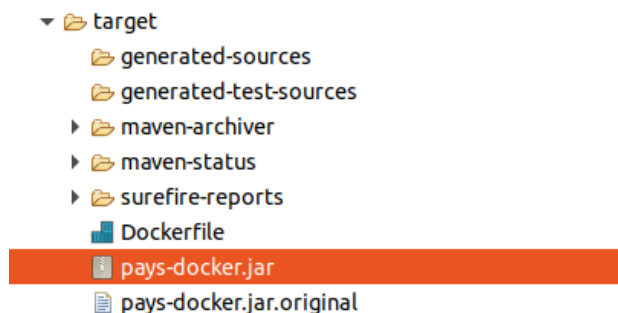 target
generated-sources
generated-test-sources
maven-archiver
maven-status
surefire-reports
Dockerfile
pays-docker.jar
pays-docker.jar.original